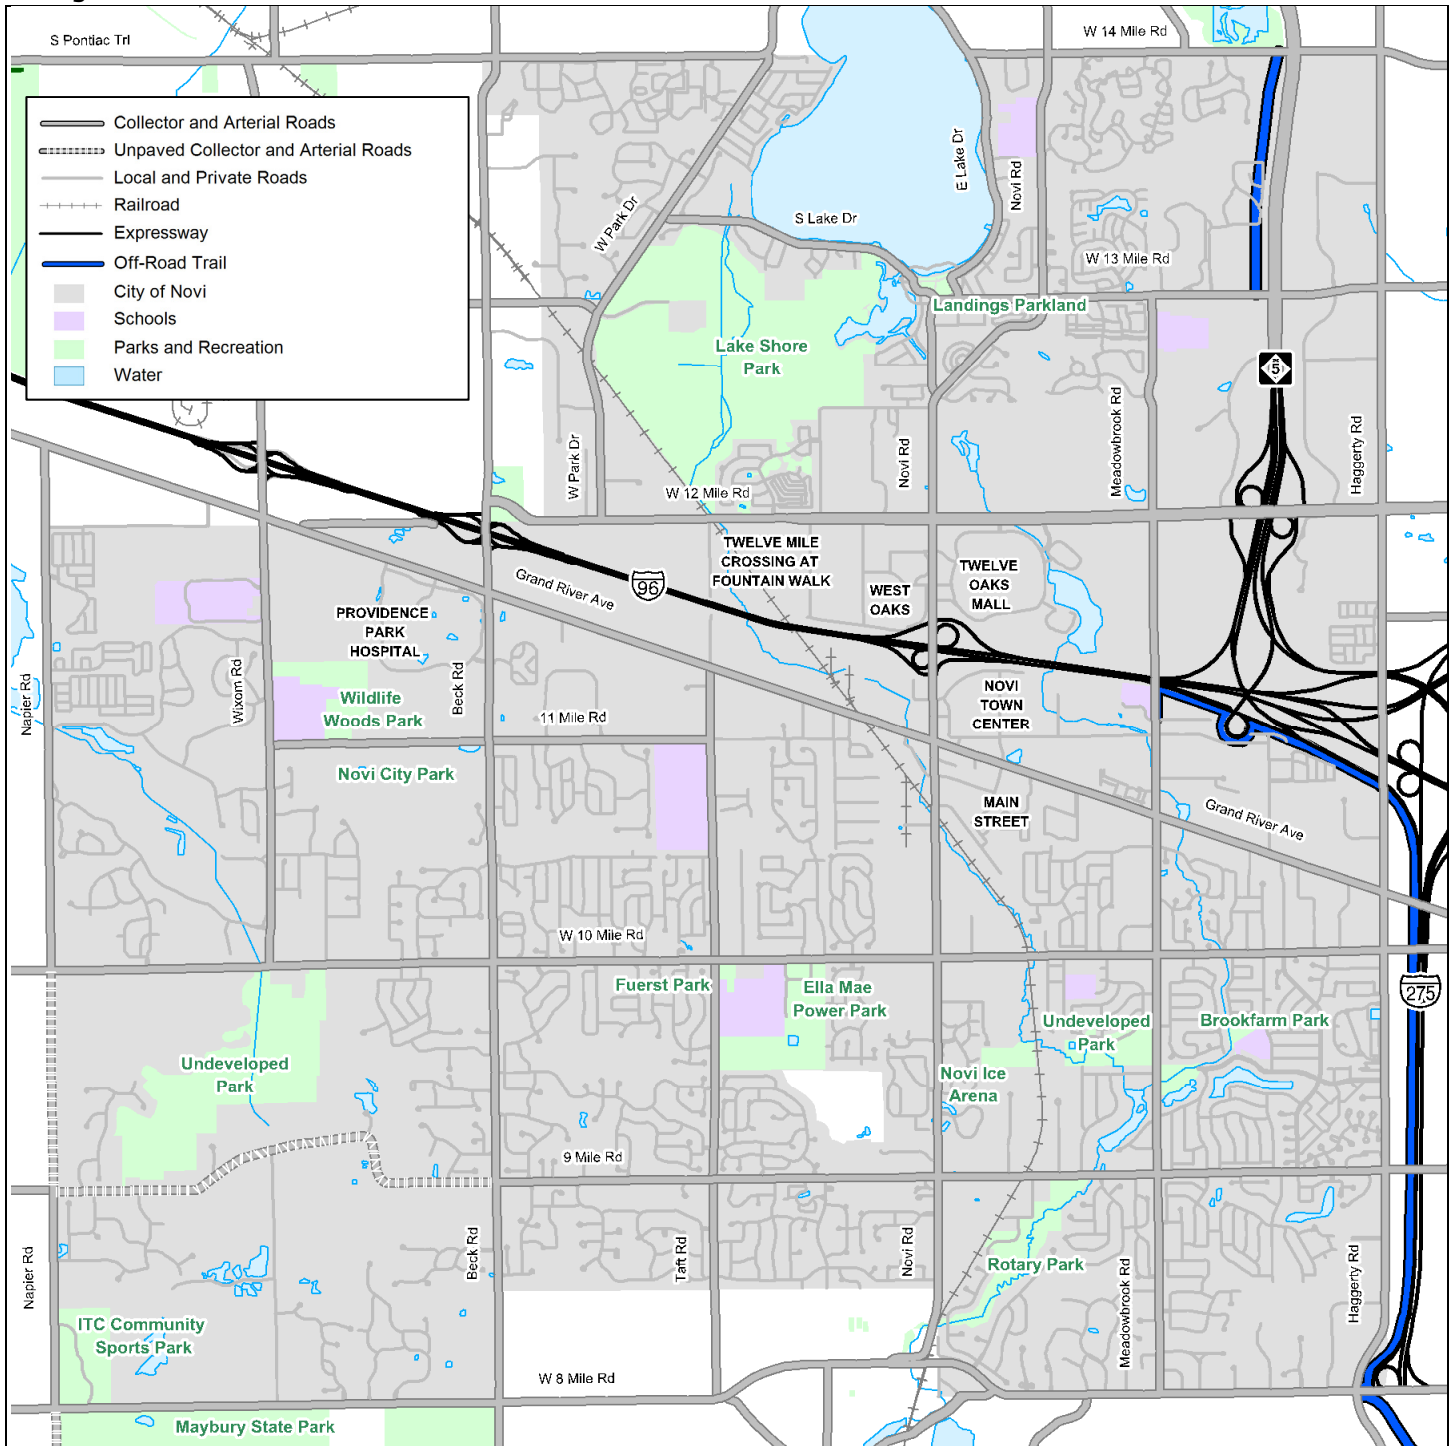 S Pontiac Trl
W 14 Mile Rd
Collector and Arterial Roads
Unpaved Collector and Arterial Roads
Local and Private Roads
Railroad
Expressway
Off-Road Trail
City of Novi
Schools
Parks and Recreation
Water
E Lake Dr
Novi Rd
W Park Dr
S Lake Dr
W 13 Mile Rd
Landings Parkland
Lake Shore
Park
5
Meadowbrook Rd
Haggerty Rd
W Park Dr
Novi Rd
W 12 Mile Rd
TWELVE MILE
CROSSING AT
FOUNTAIN WALK
TWELVE
OAKS
MALL
WEST
OAKS
96
Grand River Ave
PROVIDENCE
PARK
HOSPITAL
Napier Rd
Wixom Rd
Beck Rd
Wildlife
Woods Park
11 Mile Rd
NOVI
TOWN
CENTER
Novi City Park
MAIN
STREET
Grand River Ave
W 10 Mile Rd
Fuerst Park
Ella Mae
Power Park
275
Undeveloped
Park
Brookfarm Park
Undeveloped
Park
Novi Ice
Arena
9 Mile Rd
Napier Rd
Beck Rd
Taft Rd
Novi Rd
Rotary Park
Meadowbrook Rd
Haggerty Rd
ITC Community
Sports Park
W 8 Mile Rd
Maybury State Park